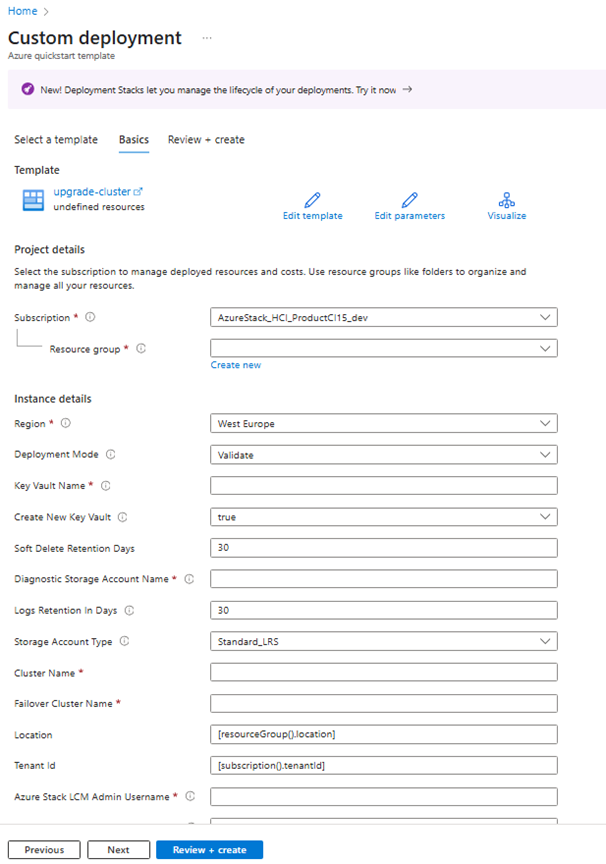 Home
Custom deployment ...
Azure quickstart template
New! Deployment Stacks let you manage the lifecycle of your deployments. Try it now →
Select a template Basics Review + create
Template
upgrade-cluster
undefined resources
Edit template Edit parameters Visualize
Project details
Select the subscription to manage deployed resources and costs. Use resource groups like folders to organize and
manage all your resources.
Subscription * AzureStack_HCI_ProductCI15_dev
Resource group *
Create new
Instance details
Region * West Europe
Deployment Mode Validate
Key Vault Name *
Create New Key Vault true
Soft Delete Retention Days 30
Diagnostic Storage Account Name *
Logs Retention In Days 30
Storage Account Type Standard_LRS
Cluster Name *
Failover Cluster Name *
Location [resourceGroup().location]
Tenant Id [subscription().tenantId]
Azure Stack LCM Admin Username *
Previous Next Review + create